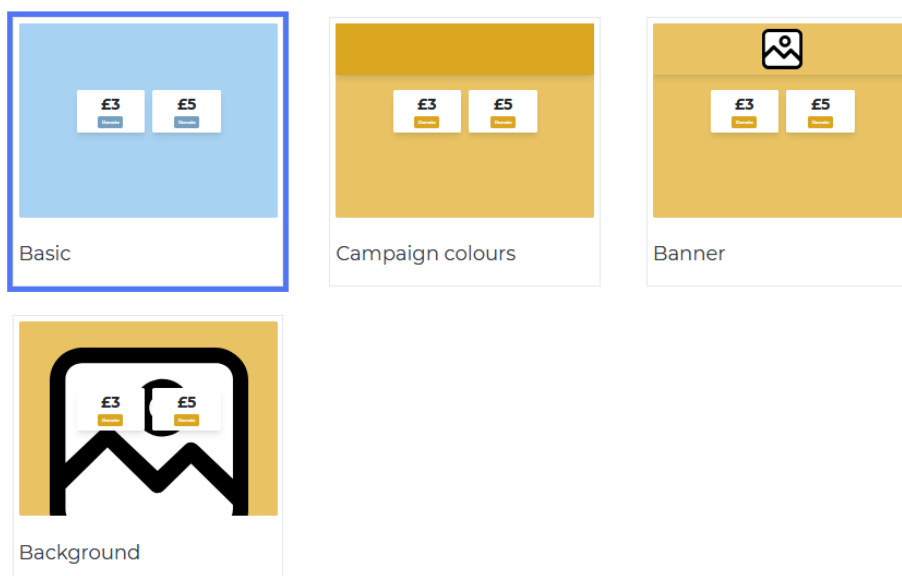 £3 £5
Donate Donate
£3 £5
Donate Donate
£3 £5
Donate Donate
Basic
Campaign colours
Banner
£3 £5
Donate Donate
Background